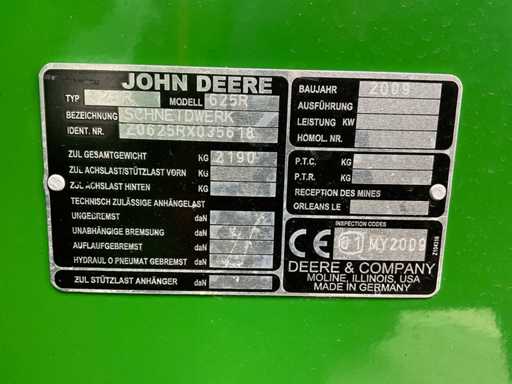 JOHN DEERE
TYP MODELL 625R
BEZEICHNUNG SCHNEIDWERK
IDENT. NR. Z0625RX035618
ZUL GESAMTGEWICHT KG 2190
ZUL ACHSLAST/STÜTZLAST VORN KG
ZUL ACHSLAST HINTEN KG
TECHNISCH ZULÄSSIGE ANHÄNGELAST
UNGEBREMST daN
UNABHÄNGIGE BREMSUNG daN
AUFLAUFGEBREMST daN
HYDRAUL O PNEUMAT GEBREMST daN
ZUL STÜTZLAST ANHÄNGER daN
BAUJAHR 2009
AUSFÜHRUNG
LEISTUNG KW
HOMOL. NR.
P.T.C. KG
P.T.R. KG
RECEPTION DES MINES
ORLEANS LE
INSPECTION CODES
CE 01 MY2009
DEERE & COMPANY
MOLINE, ILLINOIS, USA
MADE IN GERMANY